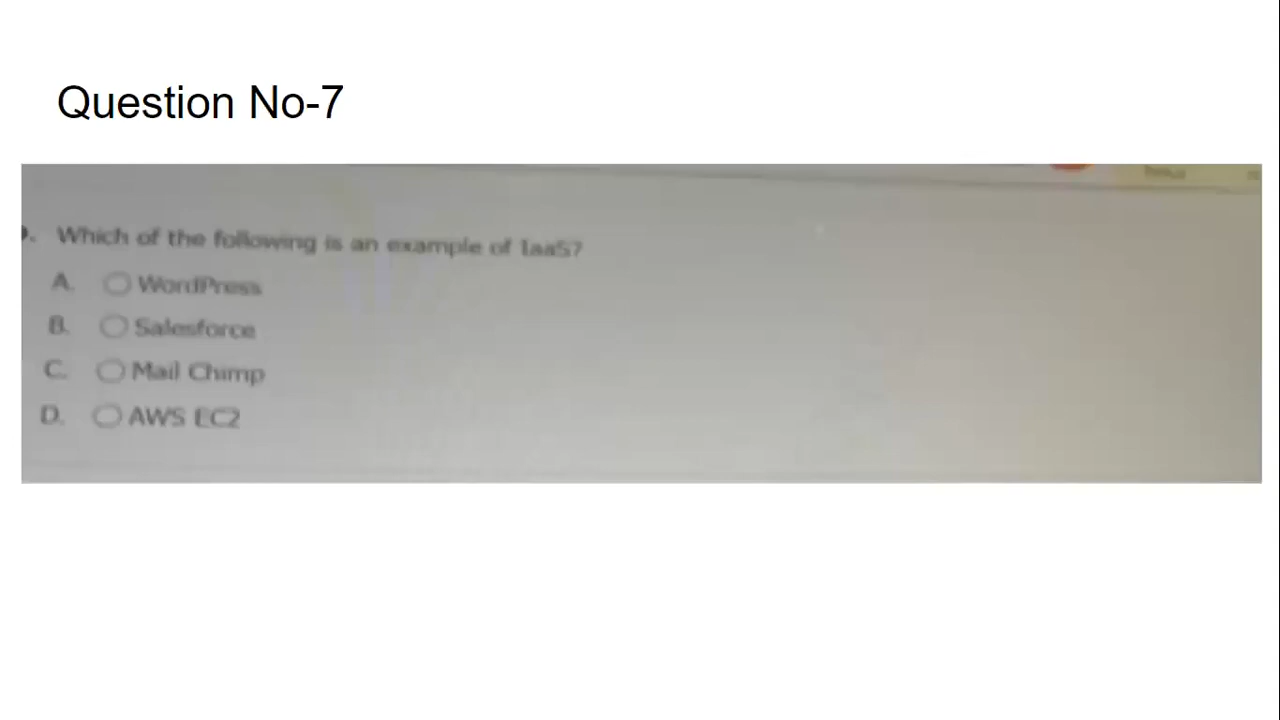 Question No-7
Which of the following is an example of IaaS?
A. WordPress
B. Salesforce
C. Mail Chimp
D. AWS EC2